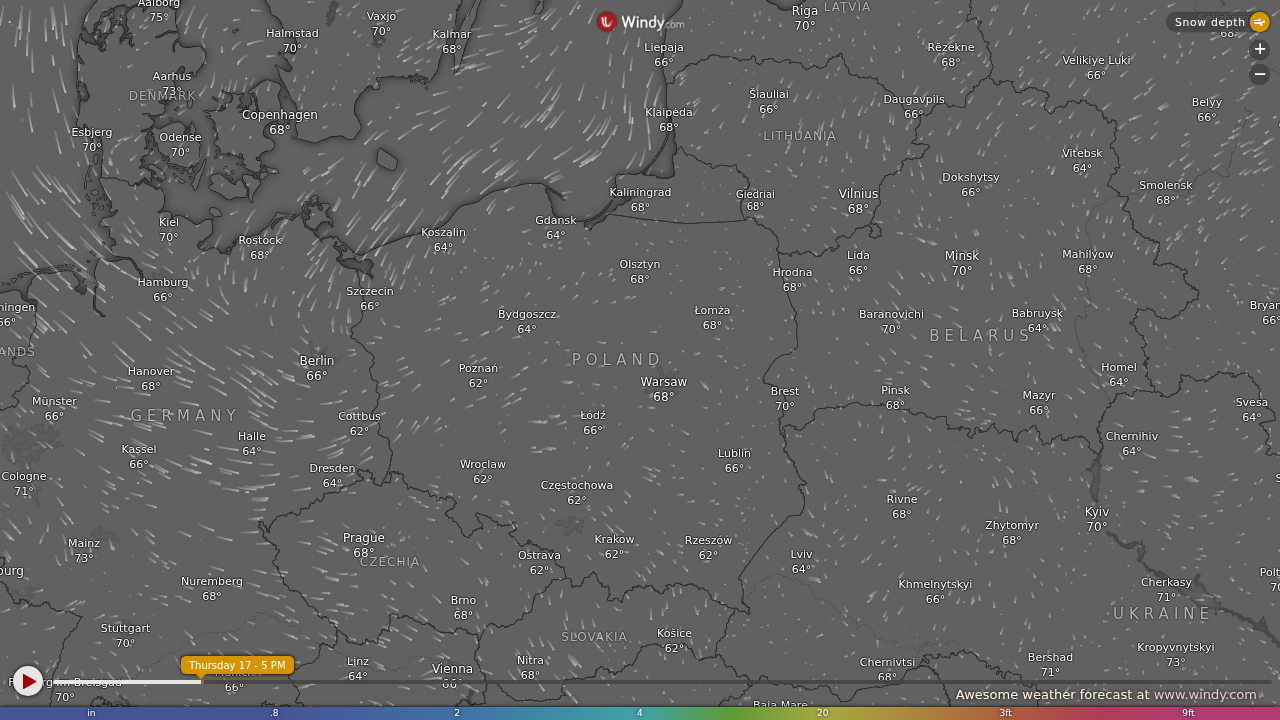 Aalborg
75°
Vaxjo
70°
Halmstad
70°
Kalmar
68°
Windy.com
Riga
70°
LATVIA
Snow depth
68°
Liepaja
66°
Rēzekne
68°
Velikiye Luki
66°
+
−
Aarhus
73°
DENMARK
Copenhagen
68°
Klaipėda
68°
Šiauliai
66°
Daugavpils
66°
Belyy
66°
Esbjerg
70°
Odense
70°
LITHUANIA
Vitebsk
64°
Kaliningrad
68°
Giedriai
68°
Vilnius
68°
Dokshytsy
66°
Smolensk
68°
Kiel
70°
Rostock
68°
Koszalin
64°
Gdansk
64°
Hamburg
66°
Szczecin
66°
Olsztyn
68°
Hrodna
68°
Lida
66°
Minsk
70°
Mahilyow
68°
66°
Bydgoszcz
64°
Łomża
68°
Baranovichi
70°
Babruysk
64°
66°
BELARUS
POLAND
Hanover
68°
Berlin
66°
Poznań
62°
Warsaw
68°
Brest
70°
Pinsk
68°
Homel
64°
Mazyr
66°
Svesa
64°
Münster
66°
GERMANY
Cottbus
62°
Łódź
66°
Halle
64°
Kassel
66°
Chernihiv
64°
Cologne
71°
Dresden
64°
Wroclaw
62°
Lublin
66°
Częstochowa
62°
Rivne
68°
Kyiv
70°
Zhytomyr
68°
Mainz
73°
Prague
68°
CZECHIA
Ostrava
62°
Krakow
62°
Rzeszów
62°
Lviv
64°
Nuremberg
68°
Khmelnytskyi
66°
Cherkasy
71°
UKRAINE
Brno
68°
Stuttgart
70°
SLOVAKIA
Košice
62°
Kropyvnytskyi
73°
Thursday 17 - 5 PM
Linz
64°
Vienna
66°
Nitra
68°
Chernivtsi
68°
Bershad
71°
70°
66°
Baia Mare
Awesome weather forecast at www.windy.com
in .8 2 4 20 3ft 9ft